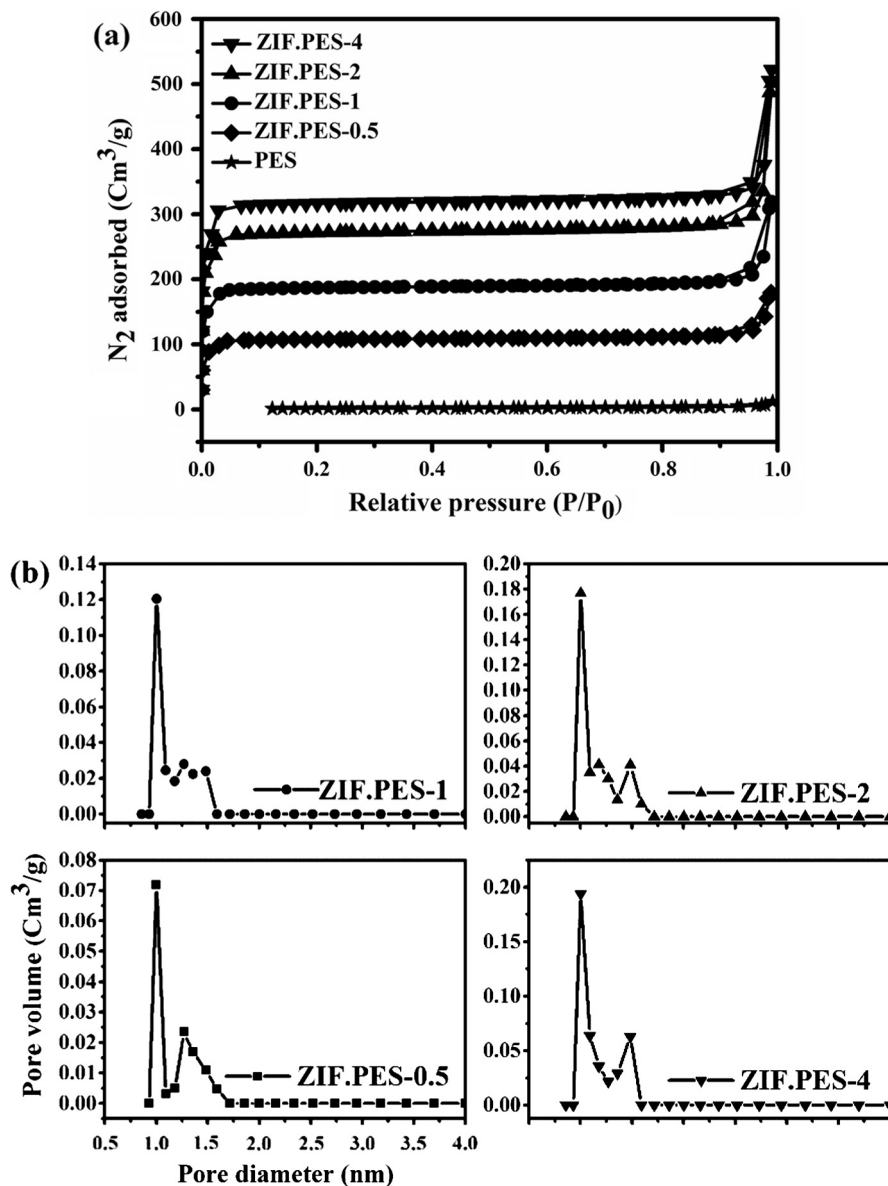 (a)
600
500
400
300
200
100
0
N2 adsorbed (Cm³/g)
ZIF.PES-4
ZIF.PES-2
ZIF.PES-1
ZIF.PES-0.5
PES
0.0 0.2 0.4 0.6 0.8 1.0
Relative pressure (P/P0)
(b)
0.14
0.12
0.10
0.08
0.06
0.04
0.02
0.00
ZIF.PES-1
0.20
0.18
0.16
0.14
0.12
0.10
0.08
0.06
0.04
0.02
0.00
ZIF.PES-2
Pore volume (Cm³/g)
0.08
0.07
0.06
0.05
0.04
0.03
0.02
0.01
0.00
ZIF.PES-0.5
0.5 1.0 1.5 2.0 2.5 3.0 3.5 4.0
Pore diameter (nm)
0.20
0.15
0.10
0.05
0.00
ZIF.PES-4